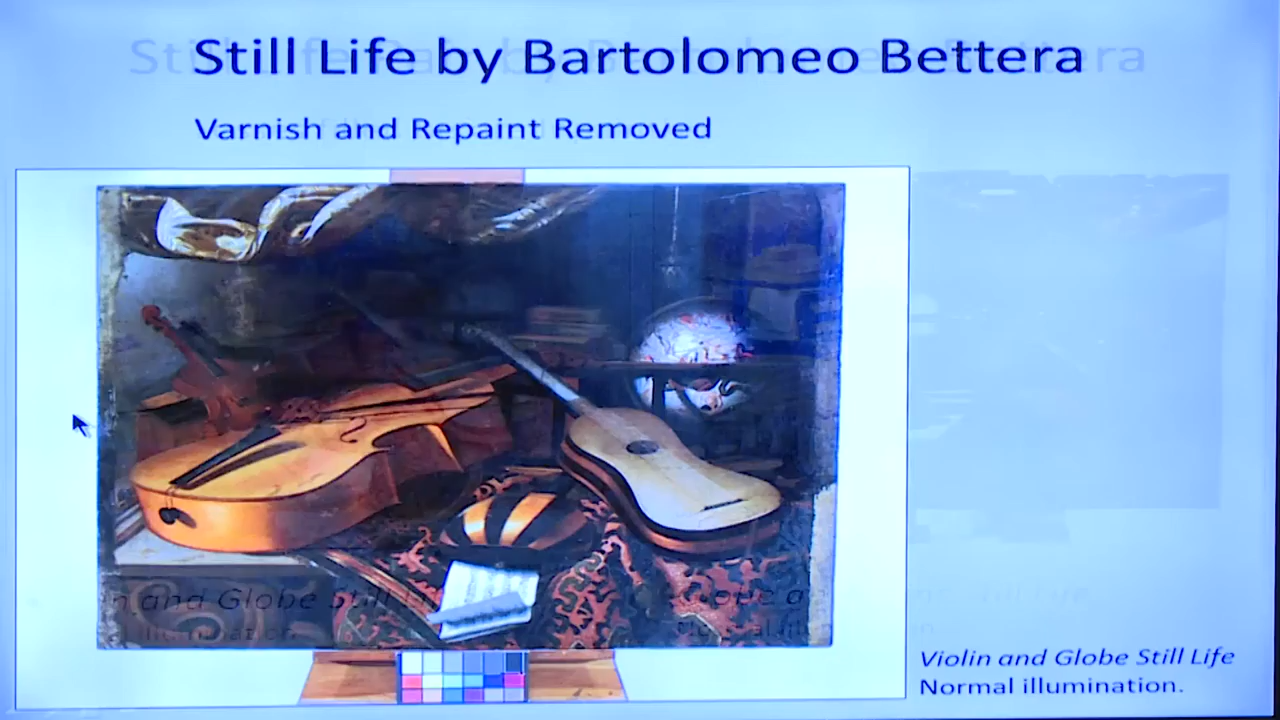 Still Life by Bartolomeo Bettera
Varnish and Repaint Removed
Violin and Globe Still Life
Normal illumination.